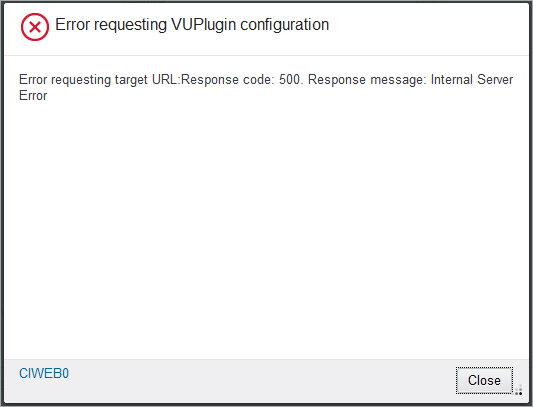 Error requesting VUPlugin configuration
Error requesting target URL:Response code: 500. Response message: Internal Server
Error
CIWEB0
Close